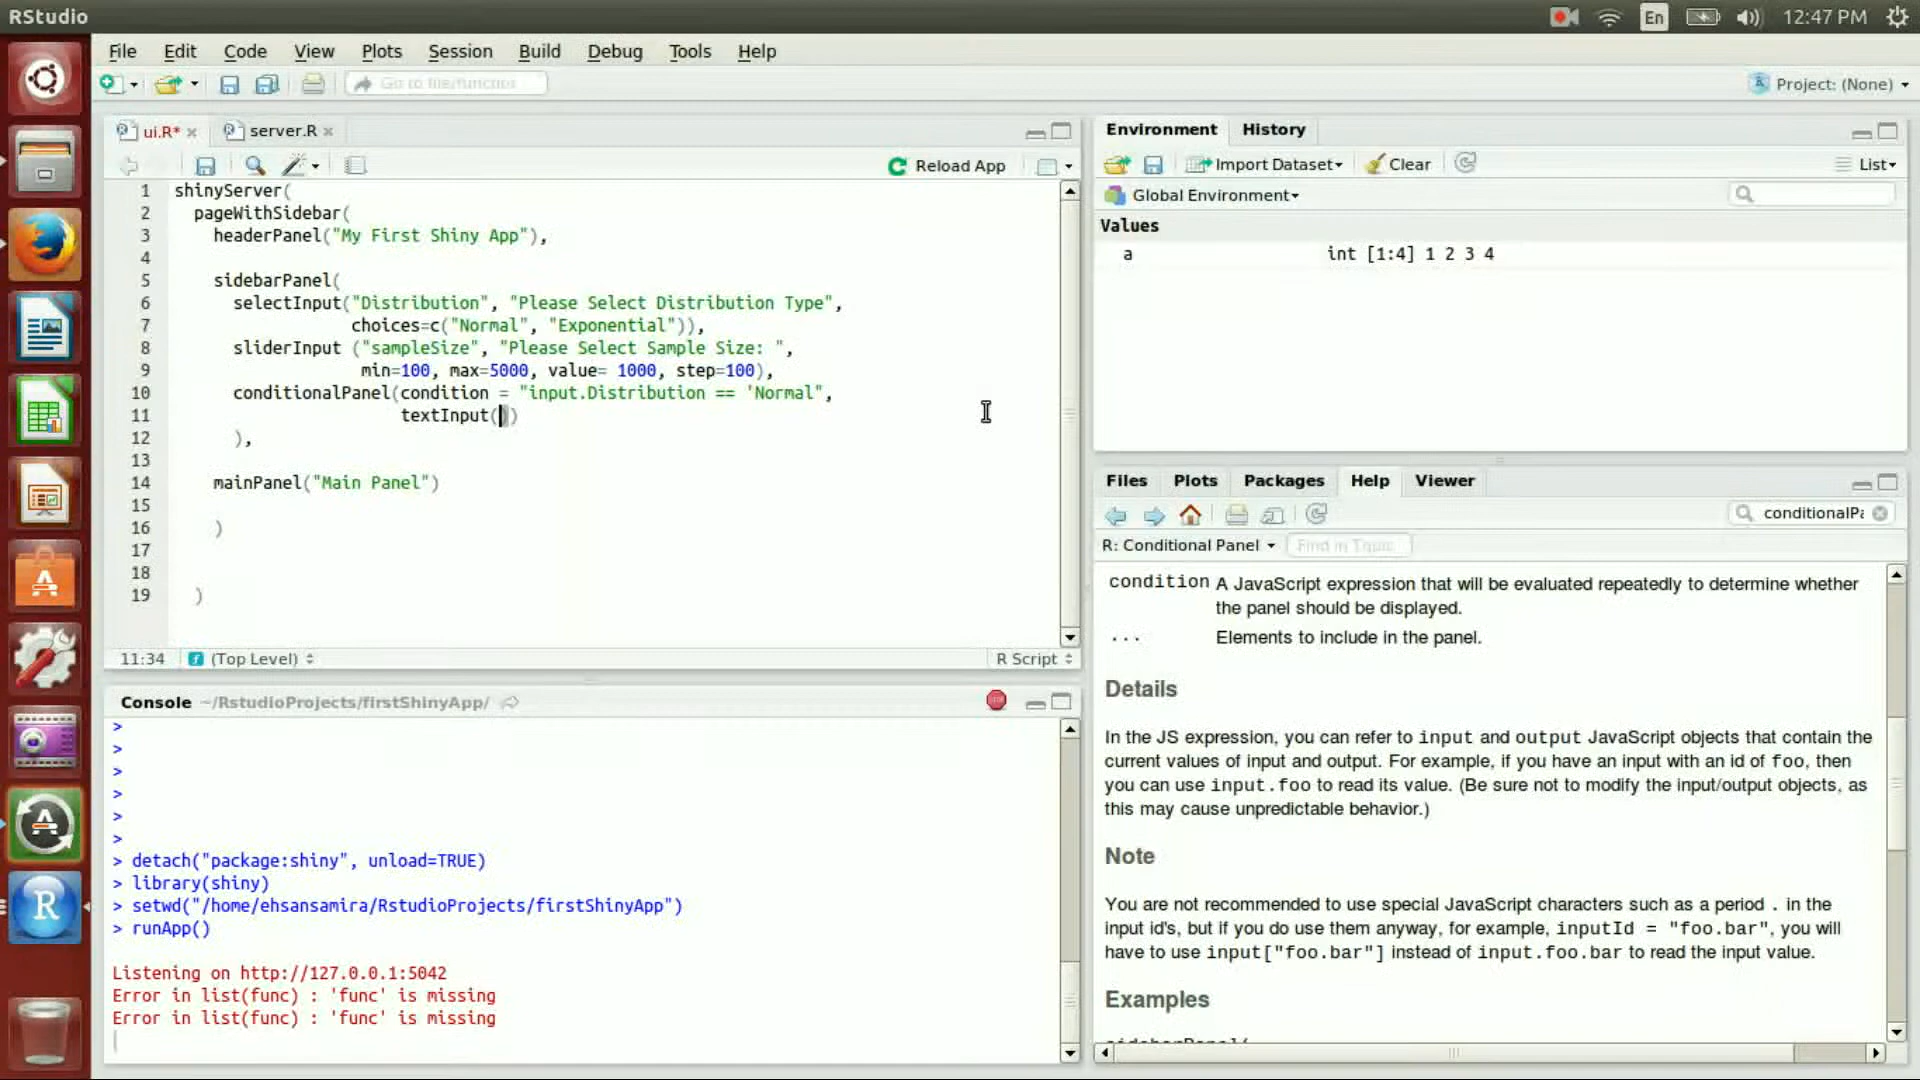 RStudio
En
12:47 PM
File Edit Code View Plots Session Build Debug Tools Help
Go to file/function
Project: (None)
ui.R*
server.R
Reload App
1 shinyServer(
2 pageWithSidebar(
3 headerPanel("My First Shiny App"),
4
5 sidebarPanel(
6 selectInput("Distribution", "Please Select Distribution Type",
7 choices=c("Normal", "Exponential")),
8 sliderInput ("sampleSize", "Please Select Sample Size: ",
9 min=100, max=5000, value= 1000, step=100),
10 conditionalPanel(condition = "input.Distribution == 'Normal",
11 textInput())
12 ),
13
14 mainPanel("Main Panel")
15
16 )
17
18
19 )
11:34 (Top Level) R Script
Console ~/RstudioProjects/firstShinyApp/
>
>
>
>
>
>
> detach("package:shiny", unload=TRUE)
> library(shiny)
> setwd("/home/ehsansamira/RstudioProjects/firstShinyApp")
> runApp()
Listening on http://127.0.0.1:5042
Error in list(func) : 'func' is missing
Error in list(func) : 'func' is missing
Environment History
Import Dataset Clear List
Global Environment
Values
a int [1:4] 1 2 3 4
Files Plots Packages Help Viewer
conditionalPa
R: Conditional Panel Find in Topic
condition A JavaScript expression that will be evaluated repeatedly to determine whether
the panel should be displayed.
... Elements to include in the panel.
Details
In the JS expression, you can refer to input and output JavaScript objects that contain the
current values of input and output. For example, if you have an input with an id of foo, then
you can use input.foo to read its value. (Be sure not to modify the input/output objects, as
this may cause unpredictable behavior.)
Note
You are not recommended to use special JavaScript characters such as a period . in the
input id's, but if you do use them anyway, for example, inputId = "foo.bar", you will
have to use input["foo.bar"] instead of input.foo.bar to read the input value.
Examples
sidebarPanel(